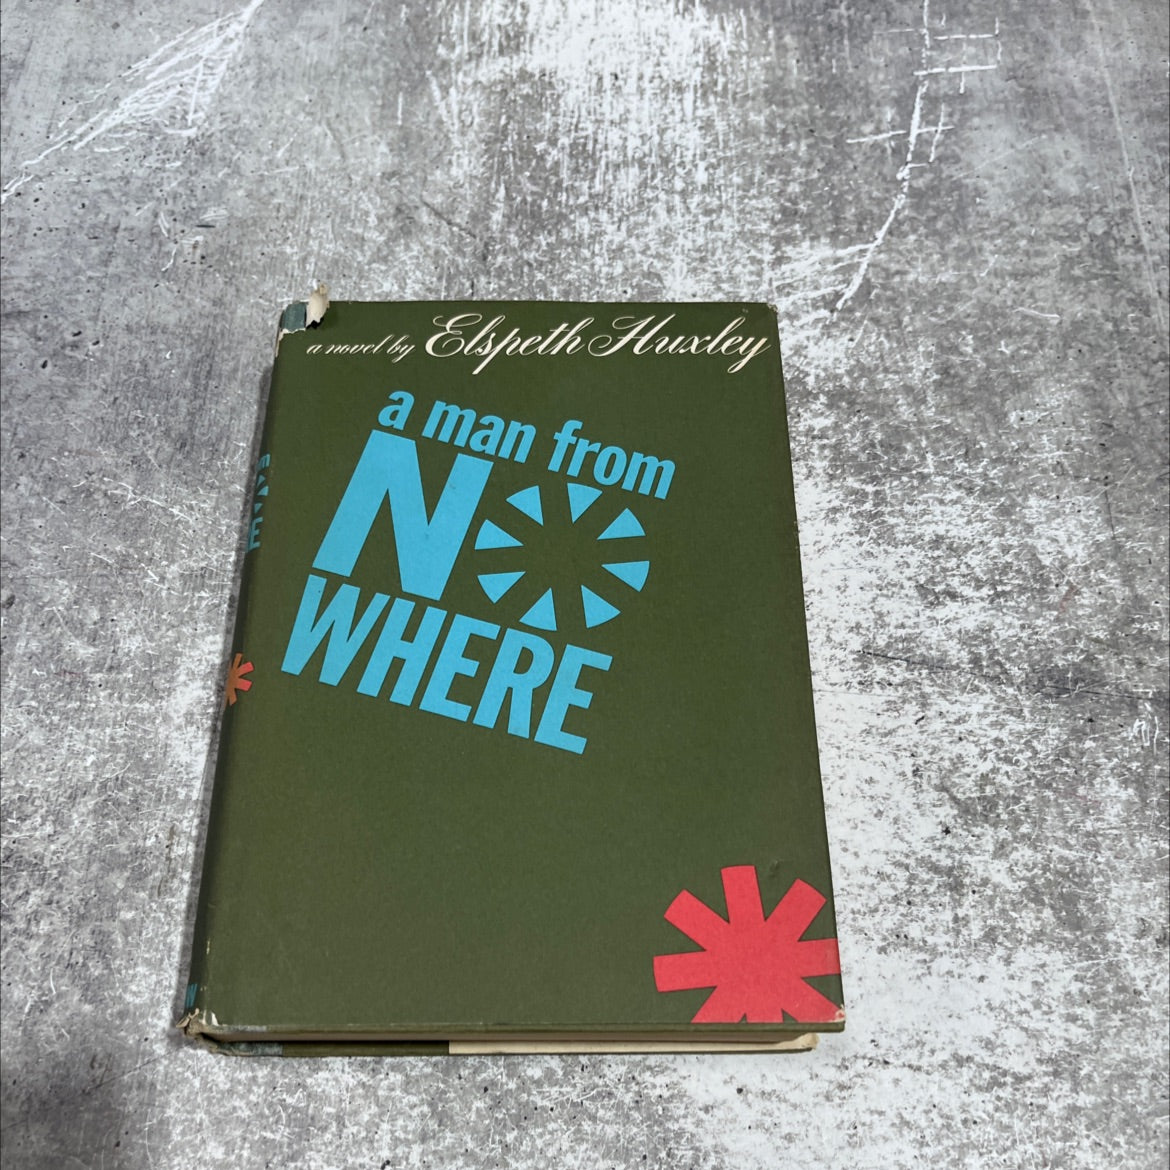 a novel by Elspeth Huxley
a man from
NO
WHERE